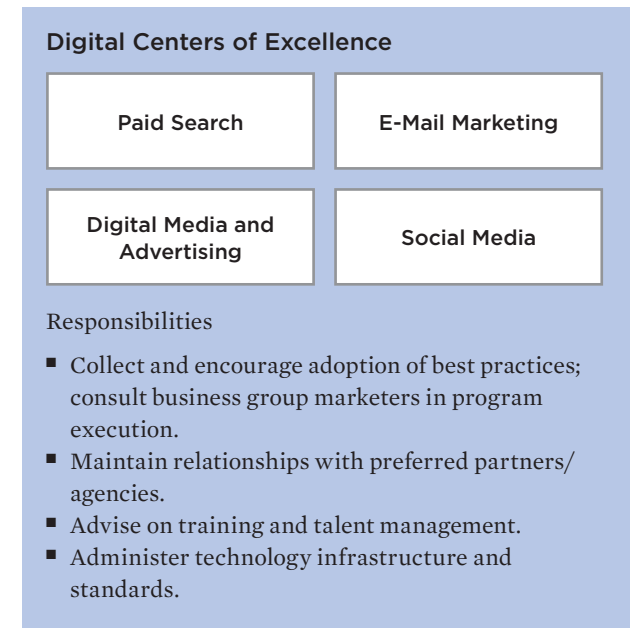 Digital Centers of Excellence
Paid Search
E-Mail Marketing
Digital Media and
Advertising
Social Media
Responsibilities
■ Collect and encourage adoption of best practices;
consult business group marketers in program
execution.
■ Maintain relationships with preferred partners/
agencies.
■ Advise on training and talent management.
■ Administer technology infrastructure and
standards.